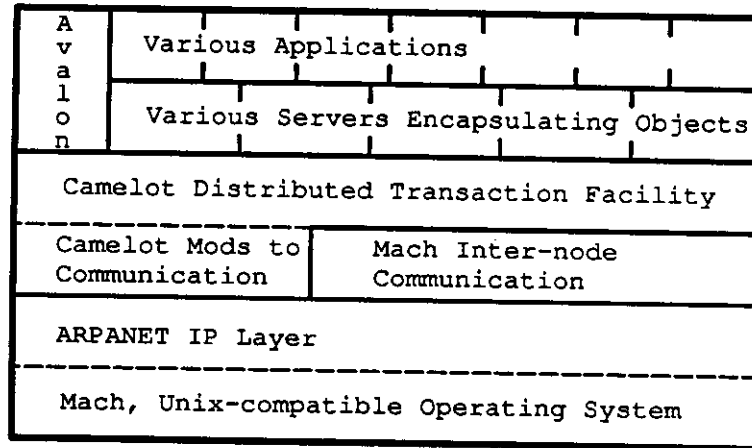 Avalon
Various Applications
Various Servers Encapsulating Objects
Camelot Distributed Transaction Facility
Camelot Mods to
Communication
Mach Inter-node
Communication
ARPANET IP Layer
Mach, Unix-compatible Operating System